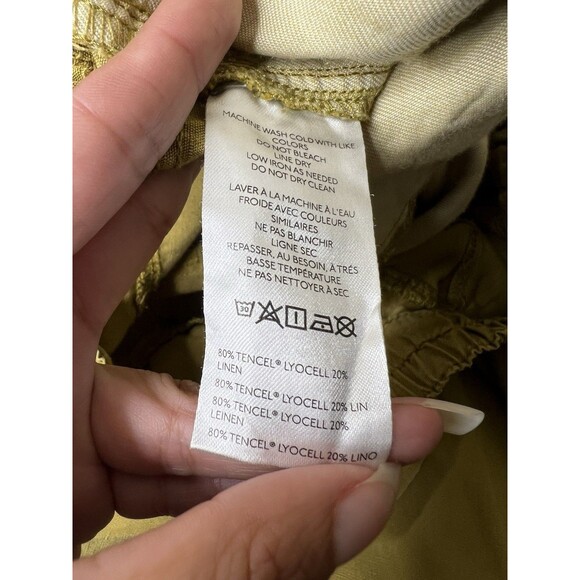 MACHINE WASH COLD WITH LIKE
COLORS
DO NOT BLEACH
LINE DRY
LOW IRON AS NEEDED
DO NOT DRY CLEAN
LAVER À LA MACHINE À L'EAU
FROIDE AVEC COULEURS
SIMILAIRES
NE PAS BLANCHIR
LIGNE SEC
REPASSER, AU BESOIN, À TRÉS
BASSE TEMPÉRATURE
NE PAS NETTOYER À SEC
30
80% TENCEL® LYOCELL 20%
LINEN
80% TENCEL® LYOCELL 20% LIN
80% TENCEL® LYOCELL 20%
LEINEN
80% TENCEL® LYOCELL 20% LINO